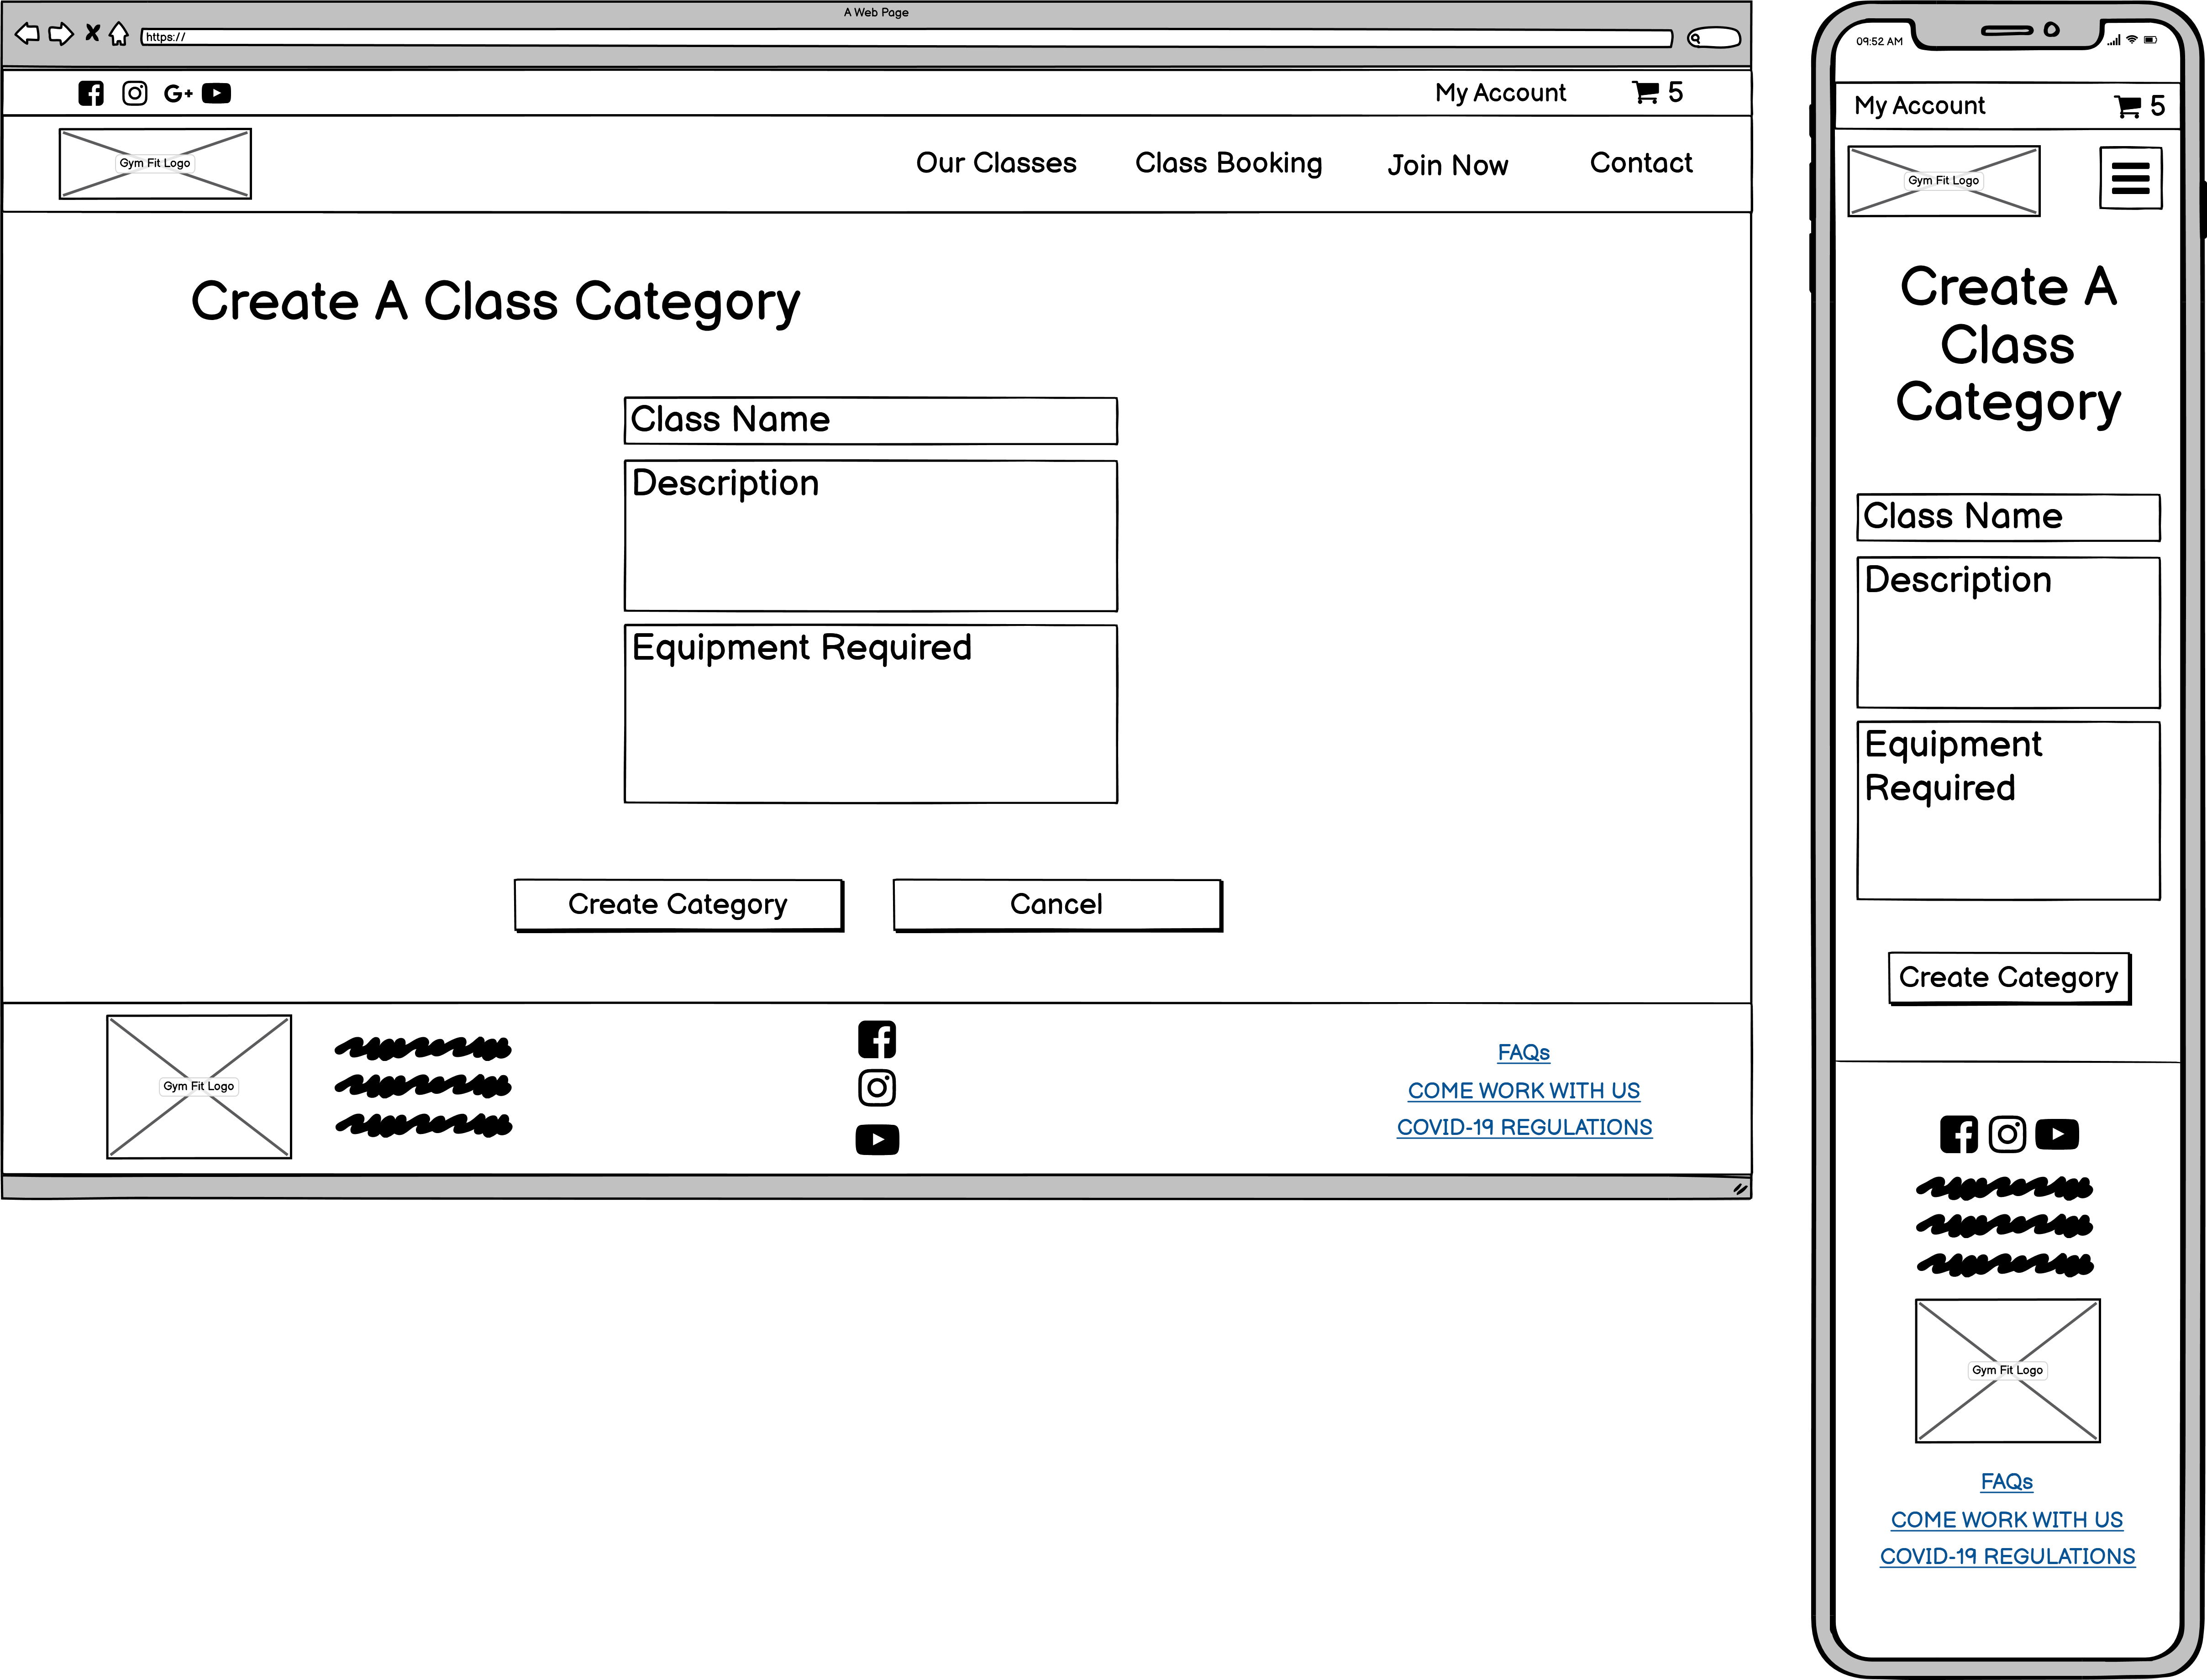 A Web Page
https://
My Account
5
Gym Fit Logo
Our Classes
Class Booking
Join Now
Contact
Create A Class Category
Class Name
Description
Equipment Required
Create Category
Cancel
Gym Fit Logo
FAQs
COME WORK WITH US
COVID-19 REGULATIONS
09:52 AM
My Account
5
Gym Fit Logo
Create A
Class
Category
Class Name
Description
Equipment
Required
Create Category
Gym Fit Logo
FAQs
COME WORK WITH US
COVID-19 REGULATIONS